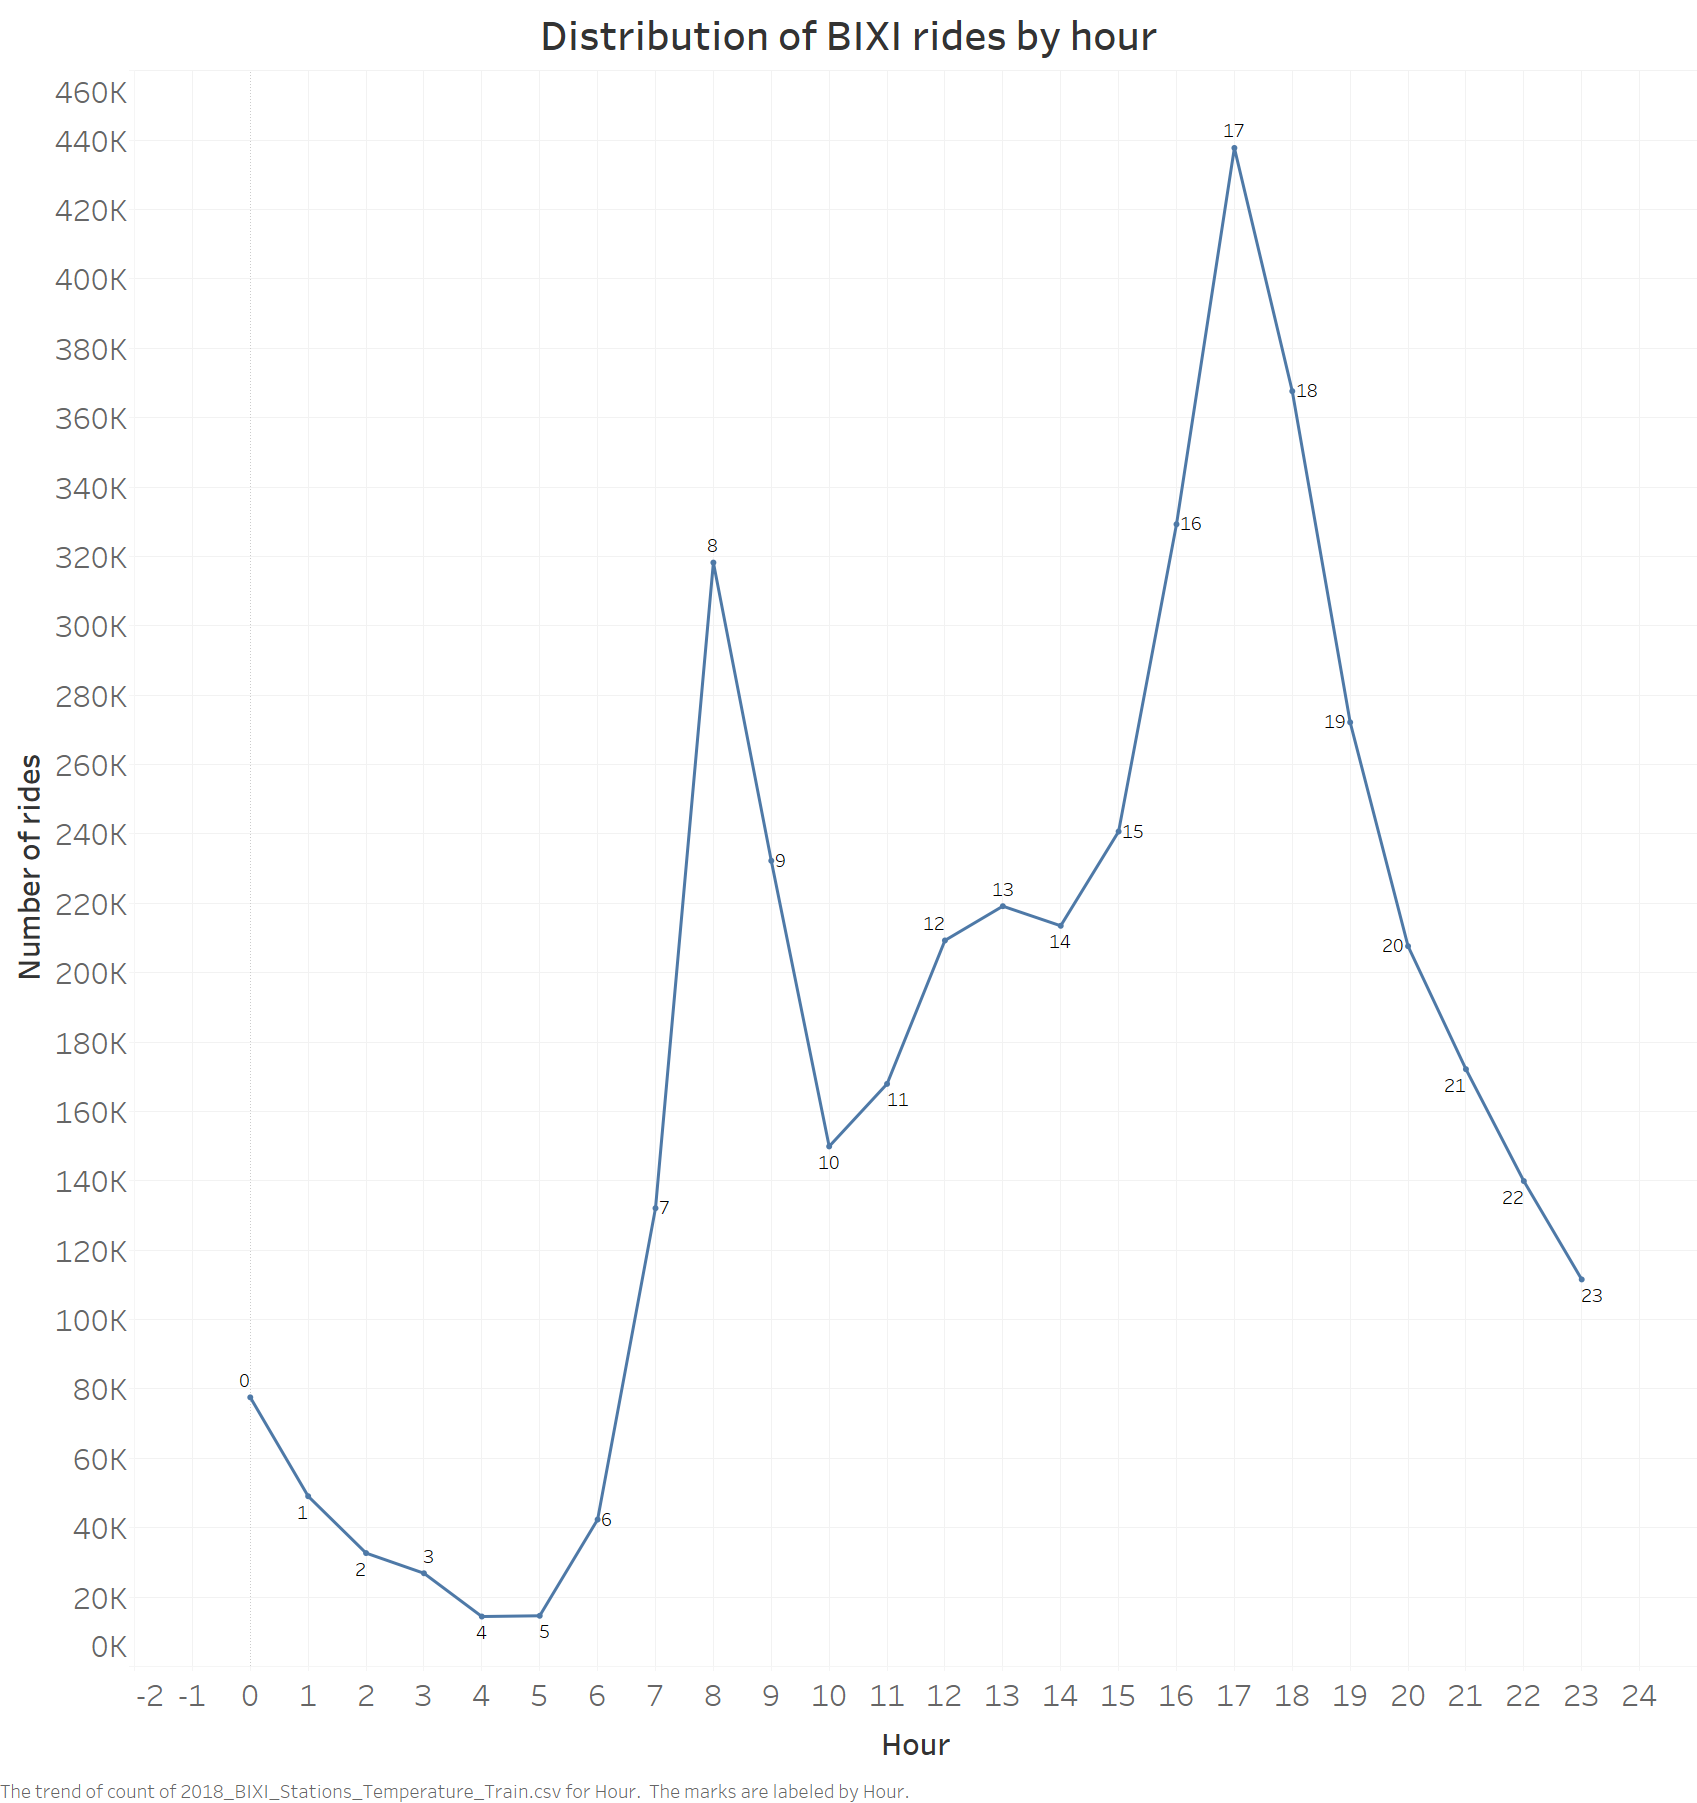 Distribution of BIXI rides by hour
460K
440K
17
420K
400K
380K
18
360K
340K
16
8
320K
300K
280K
19
260K
Number of rides
240K
15
9
220K
13
12
14
20
200K
180K
21
160K
11
10
140K
22
7
120K
23
100K
0
80K
60K
1
40K
6
3
2
20K
4
5
0K
-2 -1 0 1 2 3 4 5 6 7 8 9 10 11 12 13 14 15 16 17 18 19 20 21 22 23 24
Hour
The trend of count of 2018_BIXI_Stations_Temperature_Train.csv for Hour. The marks are labeled by Hour.